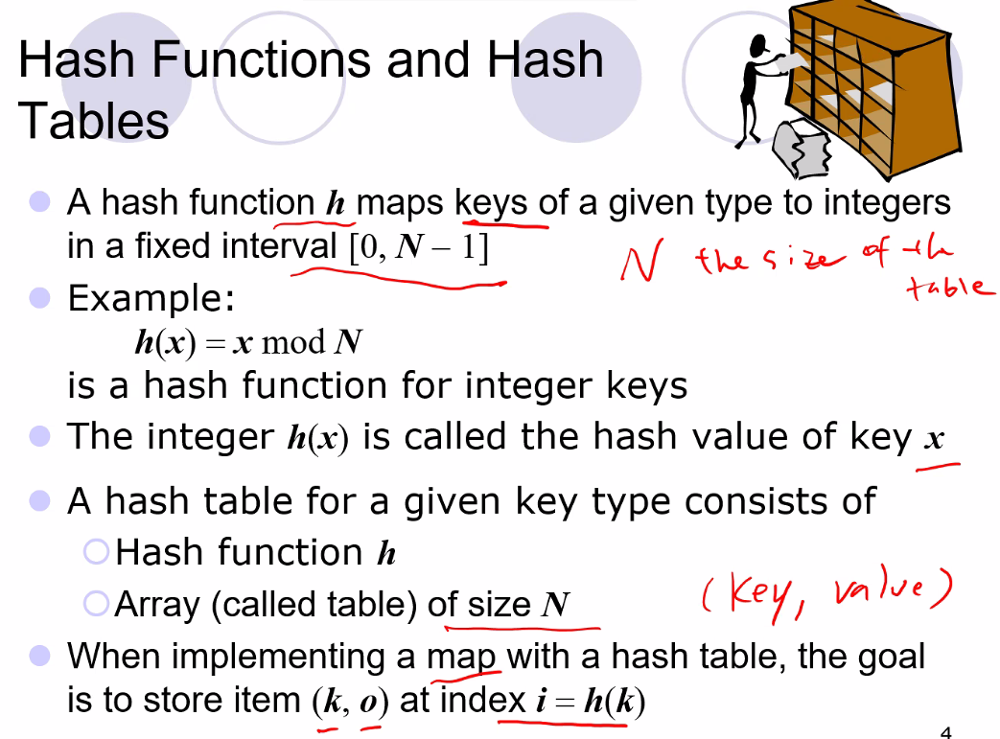 Hash Functions and Hash
Tables
A hash function h maps keys of a given type to integers
in a fixed interval [0, N – 1]
N the size of th
table
Example:
h(x) = x mod N
is a hash function for integer keys
The integer h(x) is called the hash value of key x
A hash table for a given key type consists of
Hash function h
Array (called table) of size N
(key, value)
When implementing a map with a hash table, the goal
is to store item (k, o) at index i = h(k)
4